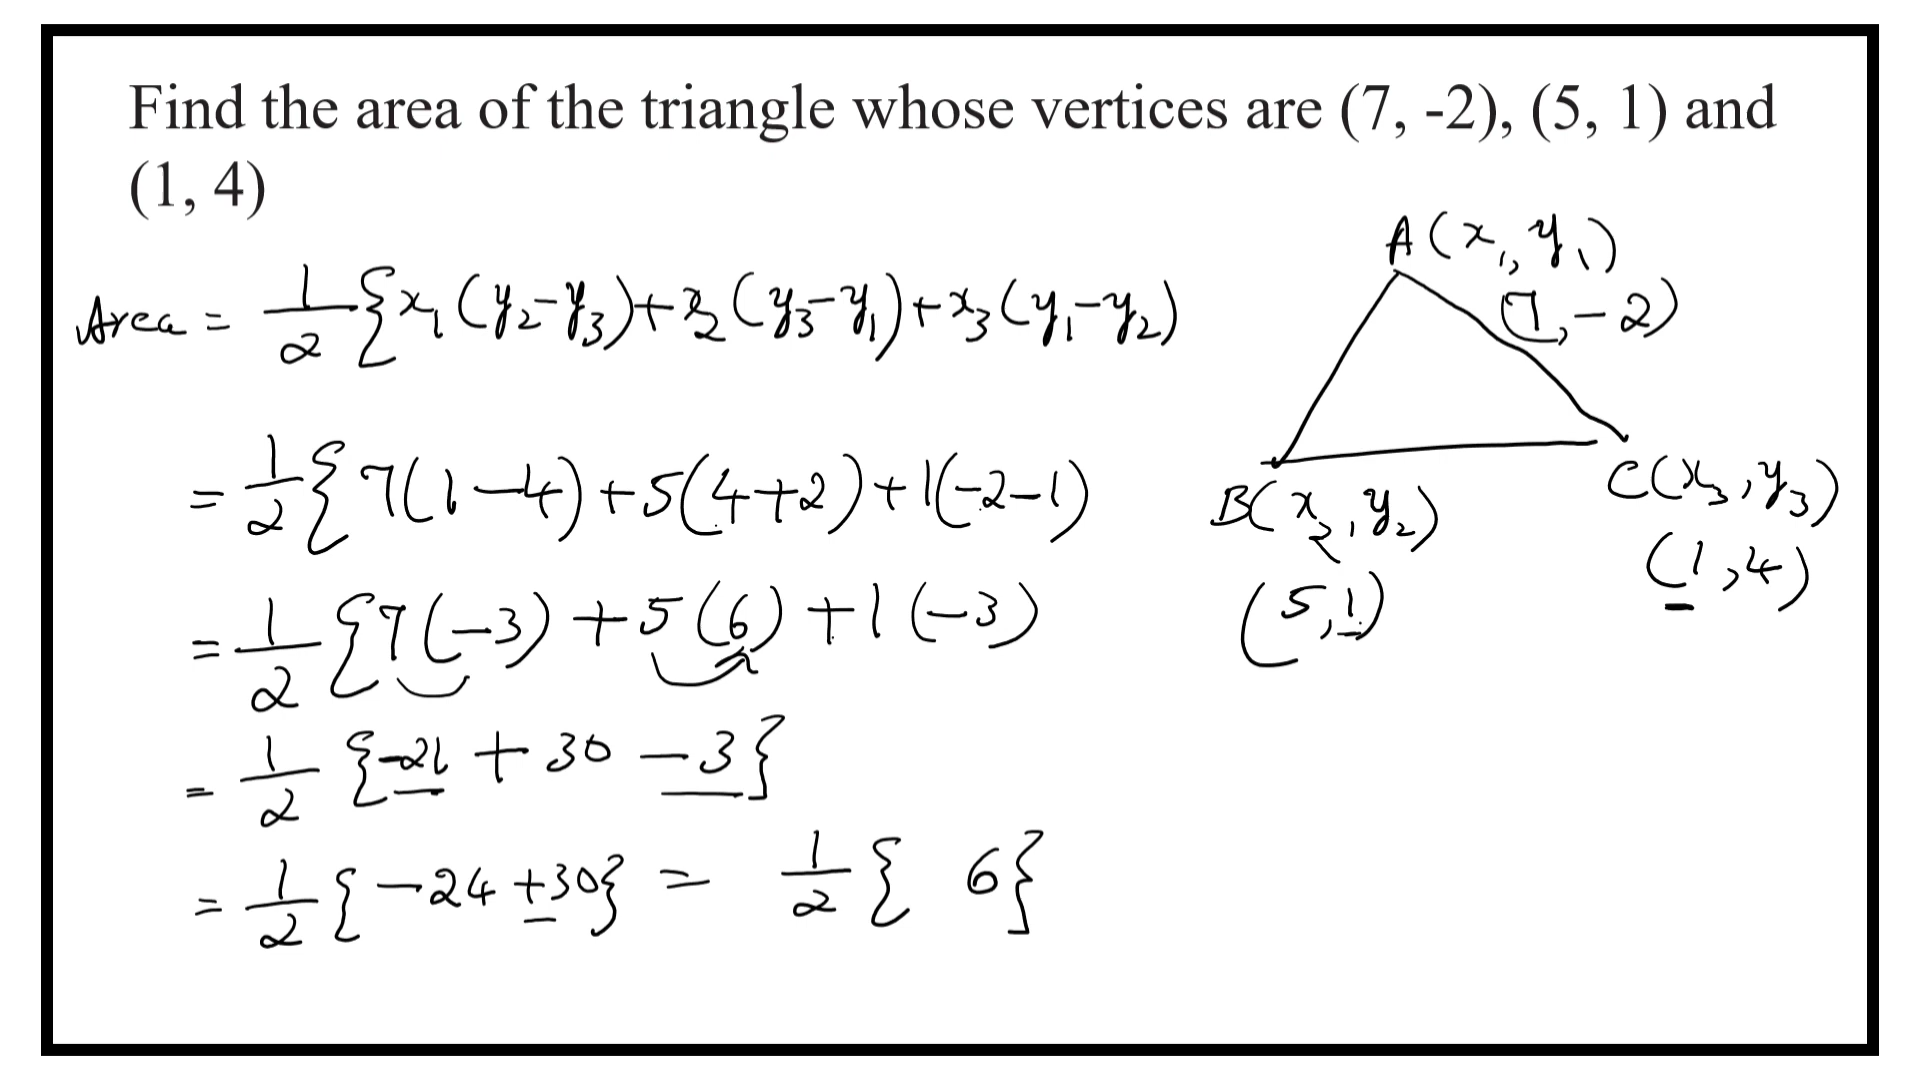 Find the area of the triangle whose vertices are (7, -2), (5, 1) and
(1, 4)
A(x₁, y₁)
(7, -2)
Area = 1/2 {x₁(y₂-y₃)+x₂(y₃-y₁)+x₃(y₁-y₂)
= 1/2 {7(1-4)+5(4+2)+1(-2-1)
B(x₂, y₂)
(5,1)
C(x₃, y₃)
(1,4)
= 1/2 {7(-3)+5(6)+1(-3)
= 1/2 {-21+30-3}
= 1/2 {-24+30} = 1/2 { 6}